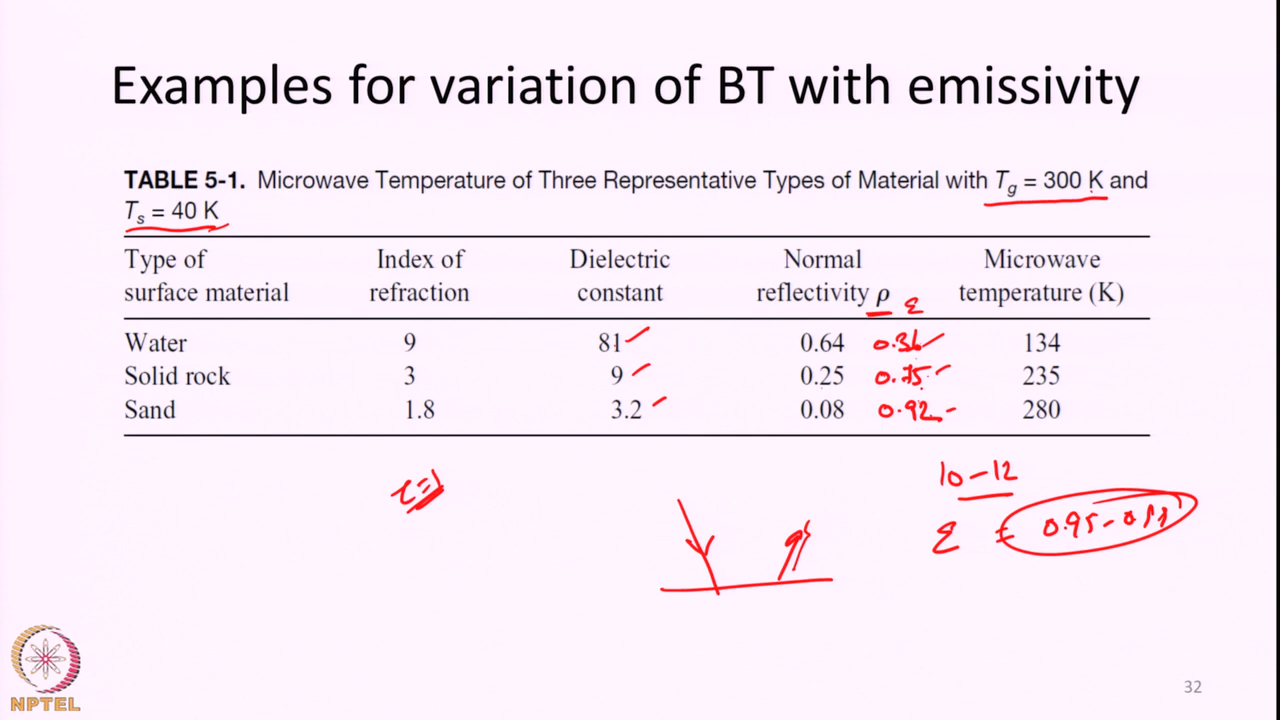 Examples for variation of BT with emissivity
TABLE 5-1. Microwave Temperature of Three Representative Types of Material with Tg = 300 K and
Ts = 40 K
Type of surface material Index of refraction Dielectric constant Normal reflectivity ρ ε Microwave temperature (K)
Water 9 81 0.64 0.36 134
Solid rock 3 9 0.25 0.75 235
Sand 1.8 3.2 0.08 0.92 280
10-12
τ=1
ε = 0.95-
NPTEL
32